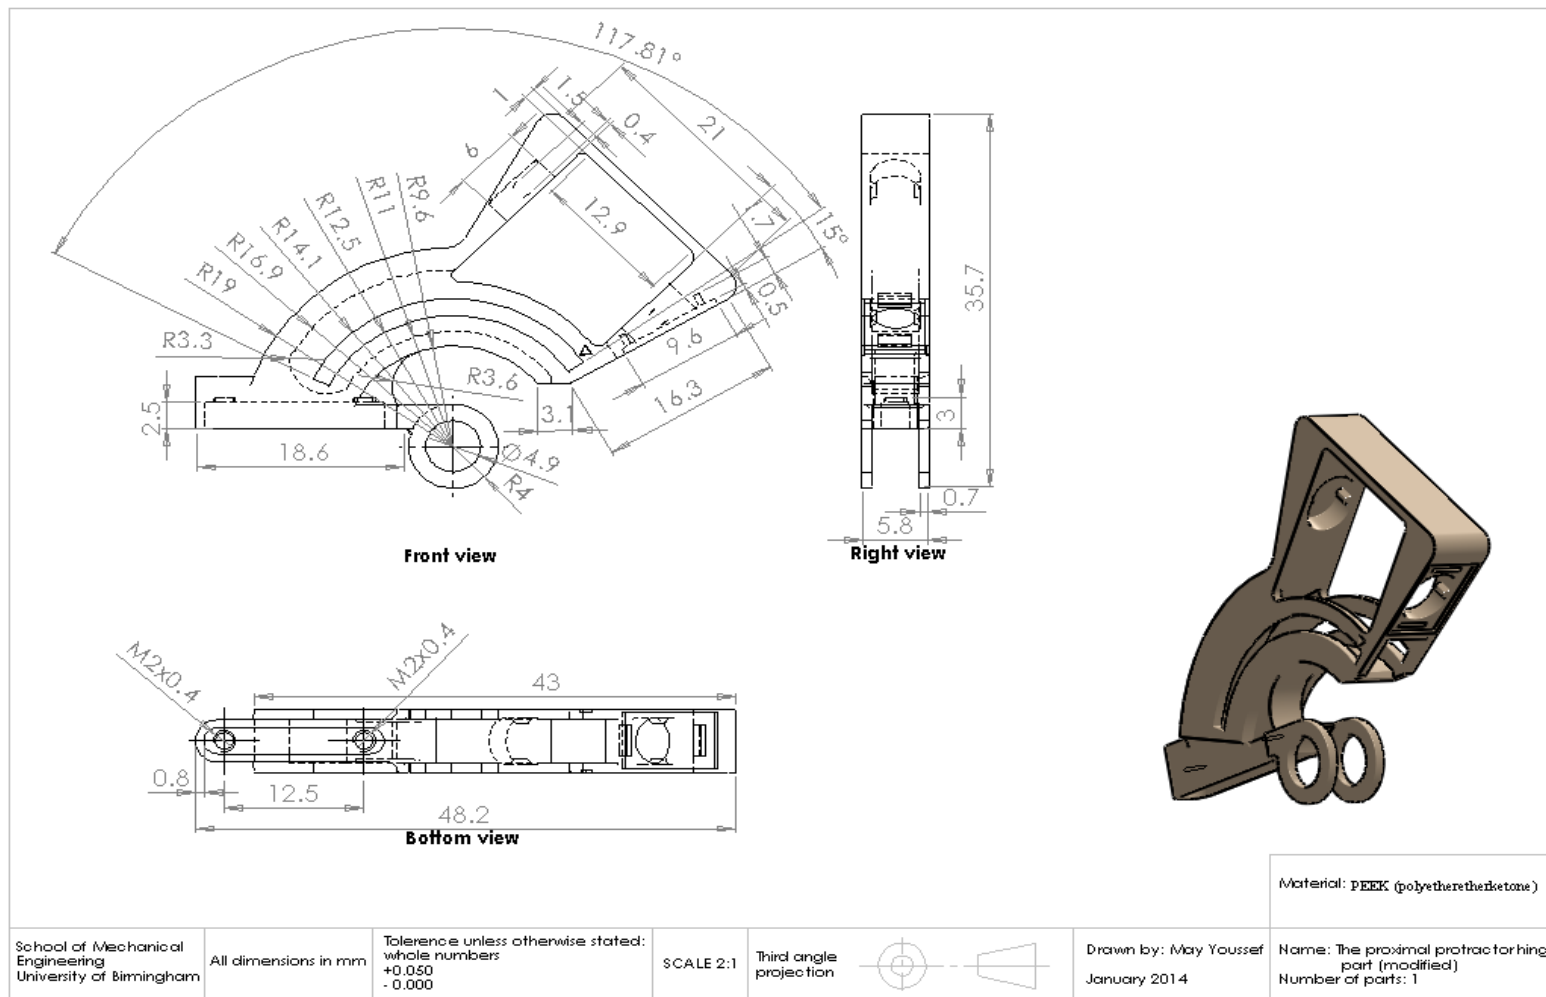 117.81°
1
1.5
0.4
21
6
R9.6
R11
R12.5
R14.1
R16.9
R19
12.9
1.7
15°
0.5
R3.3
9.6
R3.6
16.3
2.5
3.1
18.6
Ø4.9
R4
35.7
3
0.7
5.8
Front view
Right view
M2x0.4
M2x0.4
43
0.8
12.5
48.2
Bottom view
Material: PEEK (polyetheretherketone)
School of Mechanical
Engineering
University of Birmingham
All dimensions in mm
Tolerence unless otherwise stated:
whole numbers
+0.050
- 0.000
SCALE 2:1
Third angle
projection
Drawn by: May Youssef
January 2014
Name: The proximal protractor hing
part (modified)
Number of parts: 1